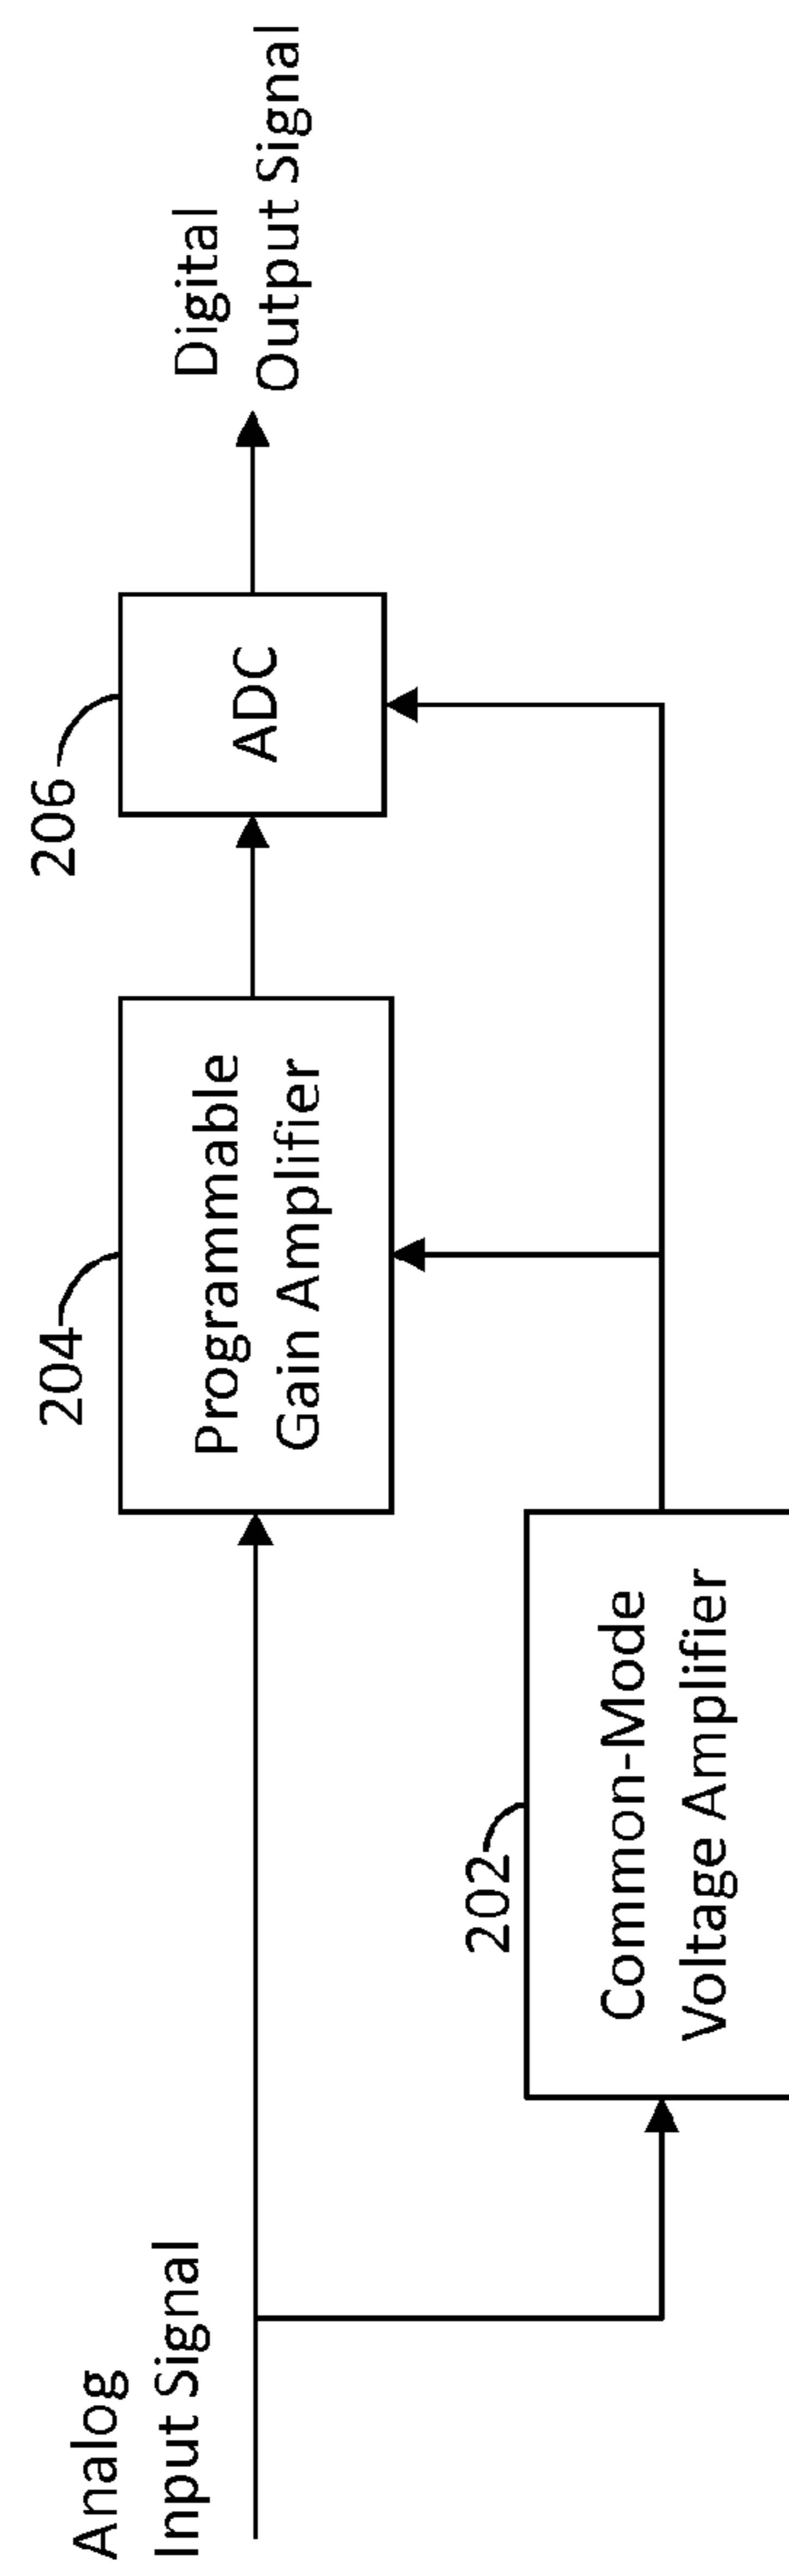 Analog
Input Signal
204
Programmable
Gain Amplifier
206
ADC
Digital
Output Signal
202
Common-Mode
Voltage Amplifier